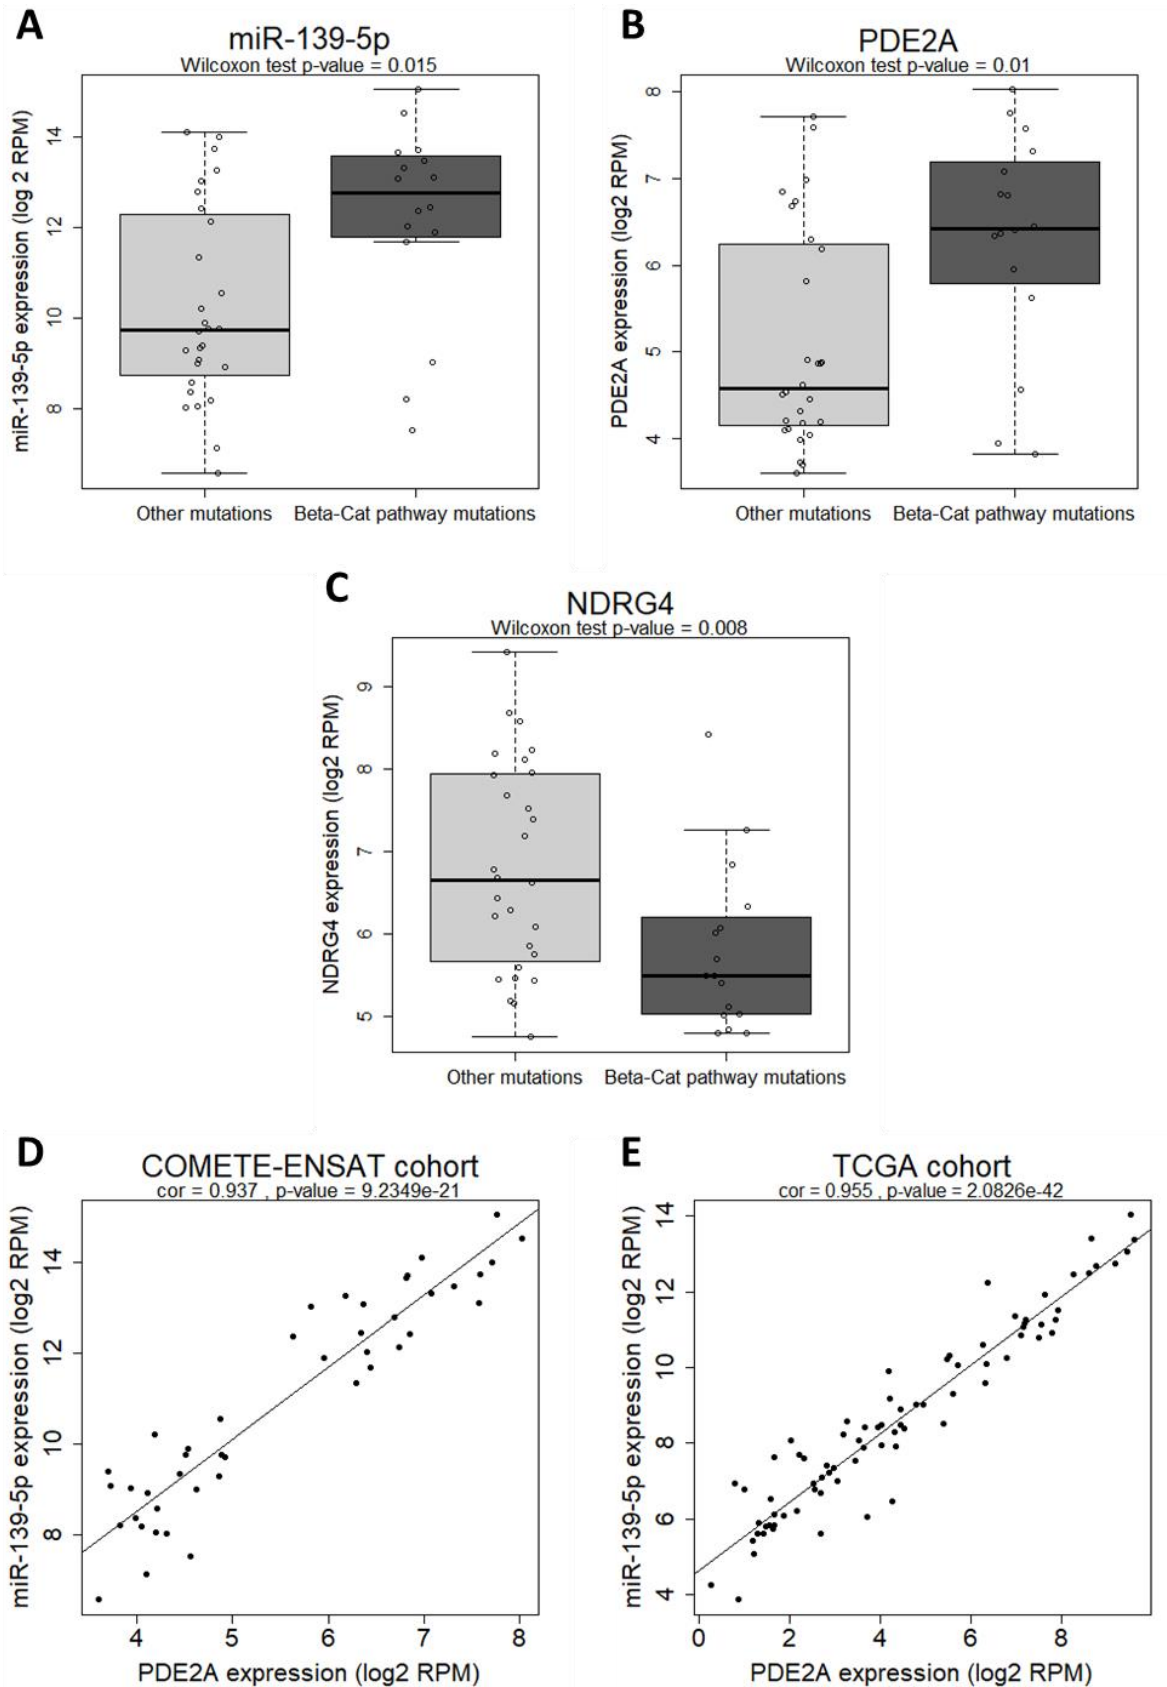 A
miR-139-5p
Wilcoxon test p-value = 0.015
miR-139-5p expression (log 2 RPM)
14
12
10
8
Other mutations
Beta-Cat pathway mutations
B
PDE2A
Wilcoxon test p-value = 0.01
PDE2A expression (log2 RPM)
8
7
6
5
4
Other mutations
Beta-Cat pathway mutations
C
NDRG4
Wilcoxon test p-value = 0.008
NDRG4 expression (log2 RPM)
9
8
7
6
5
Other mutations
Beta-Cat pathway mutations
D
COMETE-ENSAT cohort
cor = 0.937 , p-value = 9.2349e-21
miR-139-5p expression (log2 RPM)
14
12
10
8
4 5 6 7 8
PDE2A expression (log2 RPM)
E
TCGA cohort
cor = 0.955 , p-value = 2.0826e-42
miR-139-5p expression (log2 RPM)
14
12
10
8
6
4
0 2 4 6 8
PDE2A expression (log2 RPM)